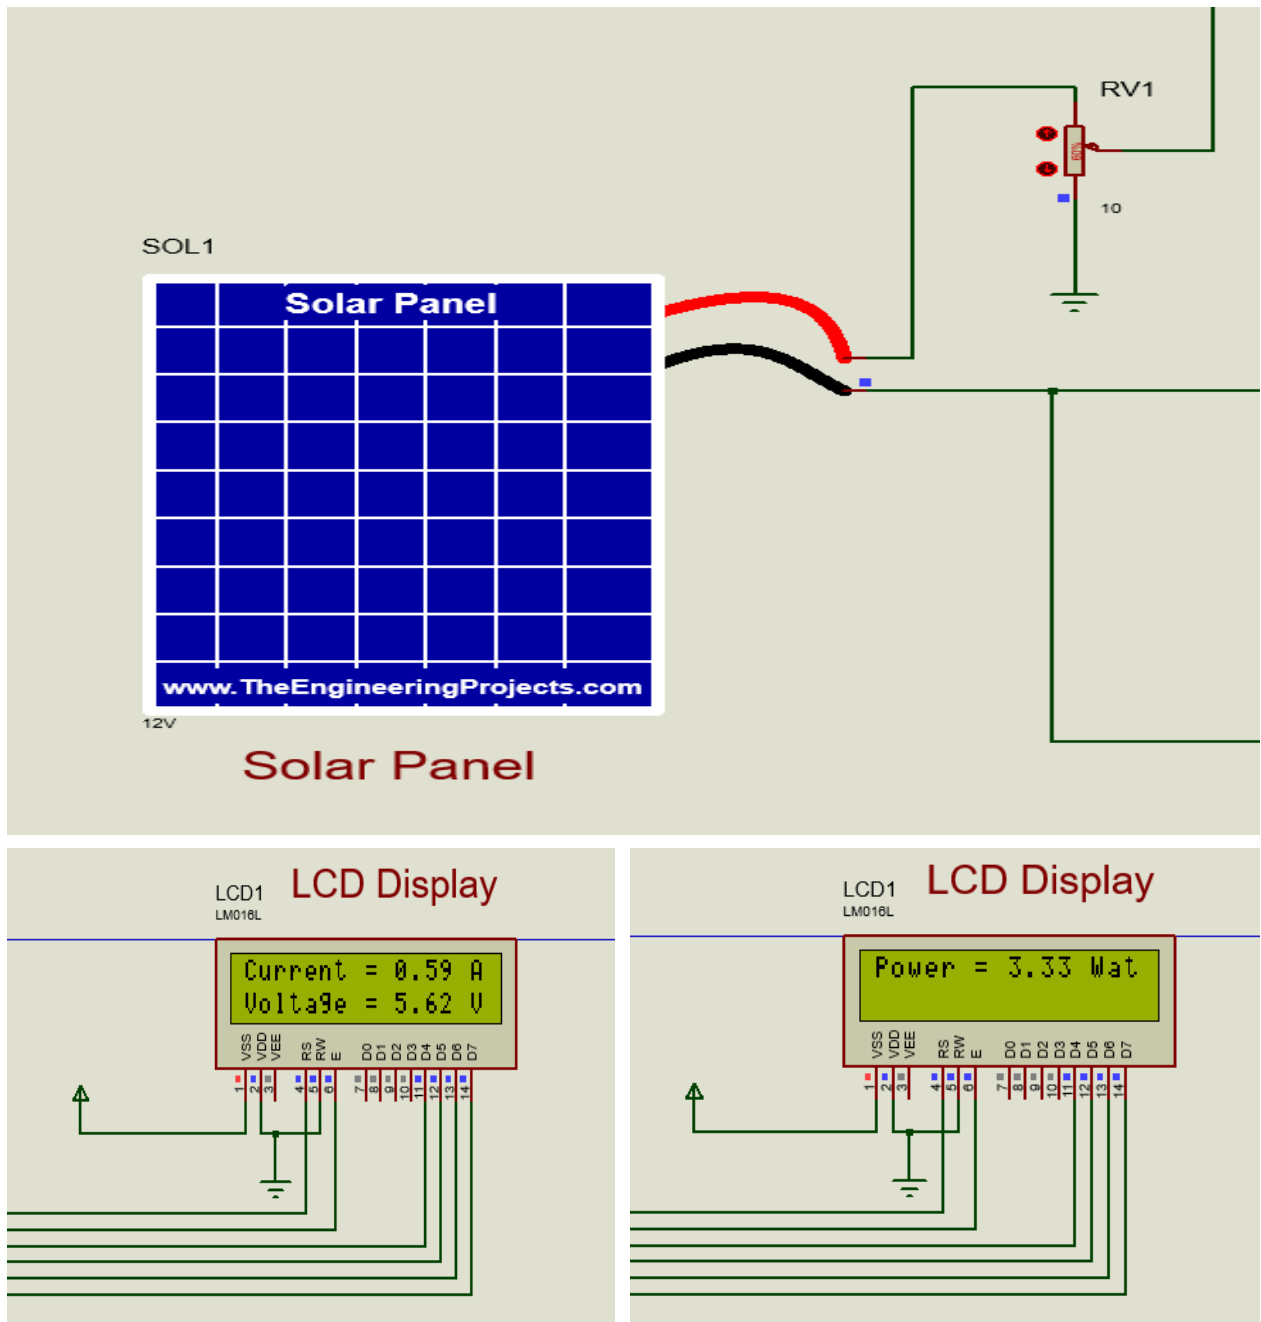 RV1
60%
10
SOL1
Solar Panel
www.TheEngineeringProjects.com
12V
Solar Panel
LCD Display
LCD1
LM016L
Current = 0.59 A
Voltage = 5.62 V
VSS VDD VEE RS RW E D0 D1 D2 D3 D4 D5 D6 D7
1 2 3 4 5 6 7 8 9 10 11 12 13 14
LCD Display
LCD1
LM016L
Power = 3.33 Wat
VSS VDD VEE RS RW E D0 D1 D2 D3 D4 D5 D6 D7
1 2 3 4 5 6 7 8 9 10 11 12 13 14